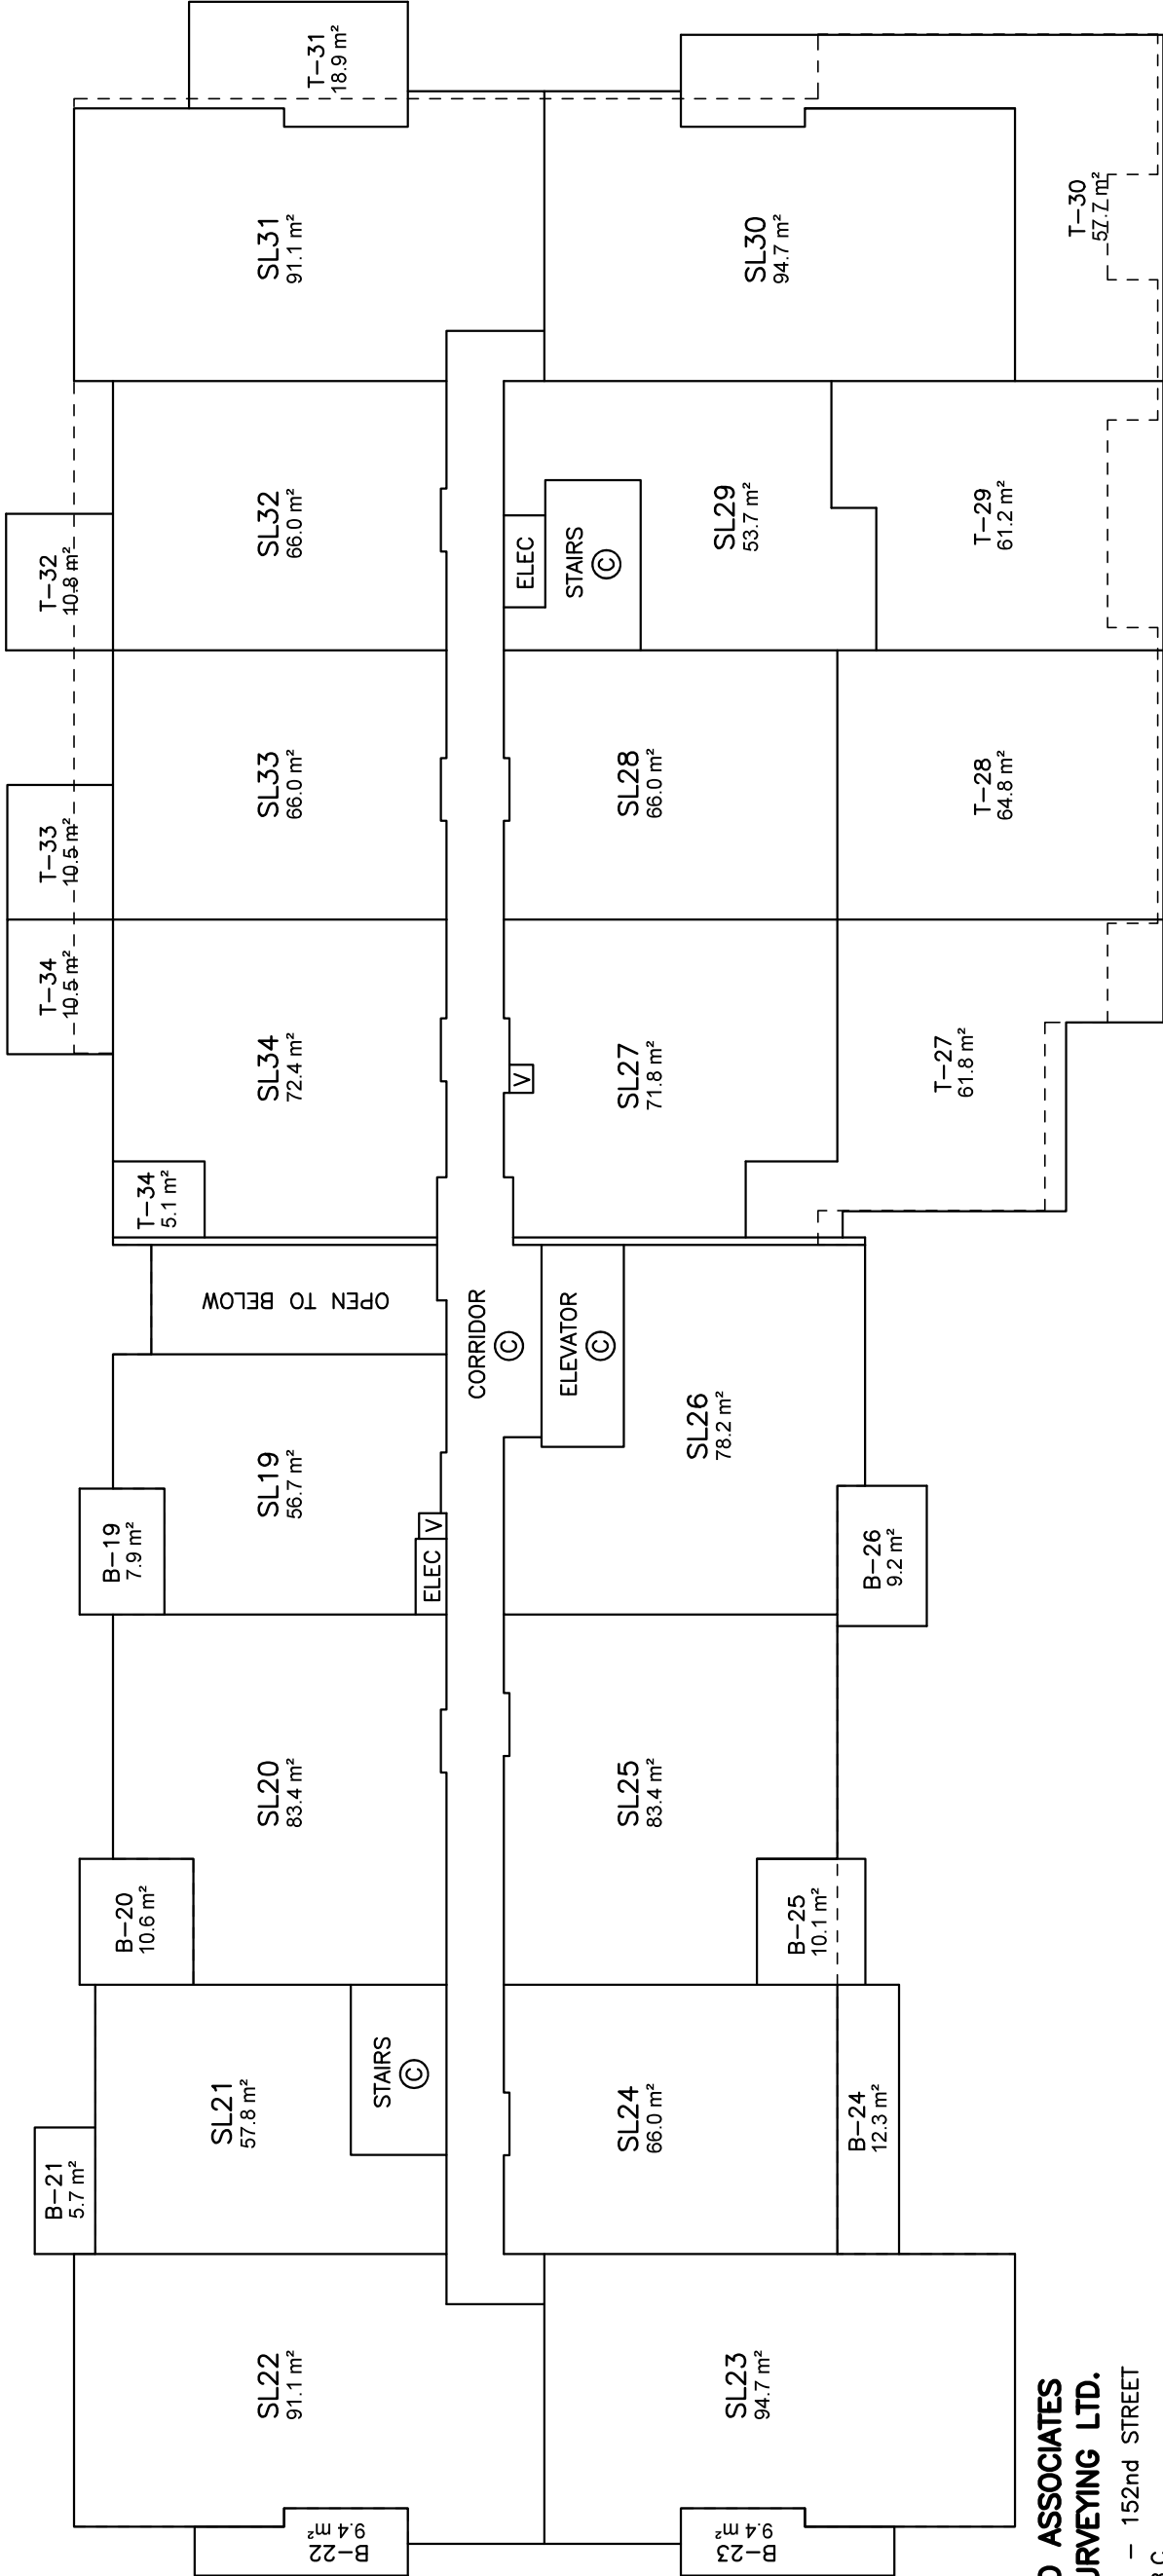 B-21
5.7 m²
T-34
10.5 m²
T-33
10.5 m²
T-32
10.8 m²
B-20
10.6 m²
B-19
7.9 m²
T-34
5.1 m²
SL22
91.1 m²
SL21
57.8 m²
SL20
83.4 m²
SL19
56.7 m²
OPEN TO BELOW
SL34
72.4 m²
SL33
66.0 m²
SL32
66.0 m²
SL31
91.1 m²
T-31
18.9 m²
B-22
9.4 m²
STAIRS
C
ELEC
V
CORRIDOR
C
V
ELEC
STAIRS
C
ELEVATOR
C
SL23
94.7 m²
B-23
9.4 m²
SL24
66.0 m²
SL25
83.4 m²
SL26
78.2 m²
SL27
71.8 m²
SL28
66.0 m²
SL29
53.7 m²
SL30
94.7 m²
B-24
12.3 m²
B-25
10.1 m²
B-26
9.2 m²
T-27
61.8 m²
T-28
64.8 m²
T-29
61.2 m²
T-30
57.7 m²
D ASSOCIATES
URVEYING LTD.
– 152nd STREET